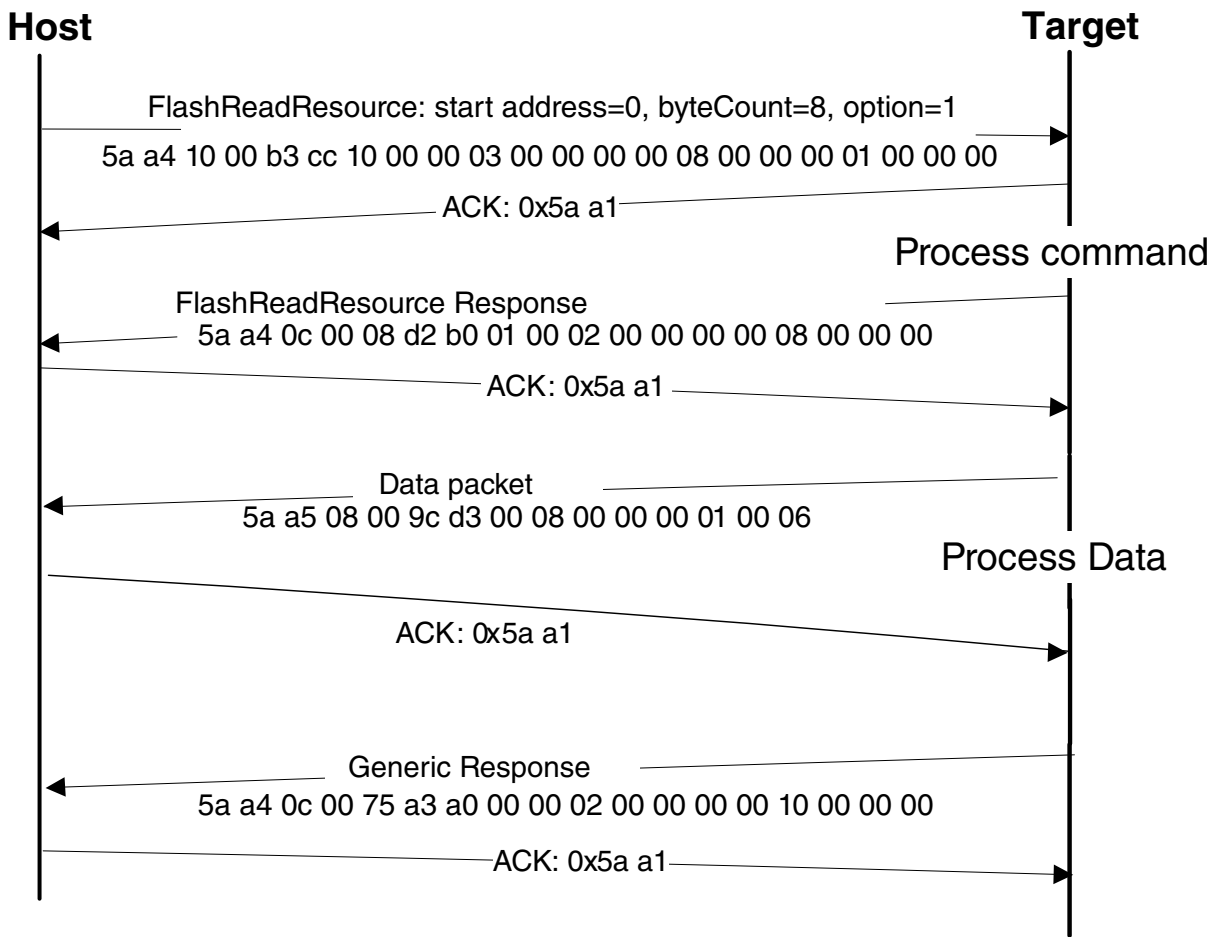 Host
Target
FlashReadResource: start address=0, byteCount=8, option=1
5a a4 10 00 b3 cc 10 00 00 03 00 00 00 00 08 00 00 00 01 00 00 00
ACK: 0x5a a1
Process command
FlashReadResource Response
5a a4 0c 00 08 d2 b0 01 00 02 00 00 00 00 08 00 00 00
ACK: 0x5a a1
Data packet
5a a5 08 00 9c d3 00 08 00 00 00 01 00 06
Process Data
ACK: 0x5a a1
Generic Response
5a a4 0c 00 75 a3 a0 00 00 02 00 00 00 00 10 00 00 00
ACK: 0x5a a1